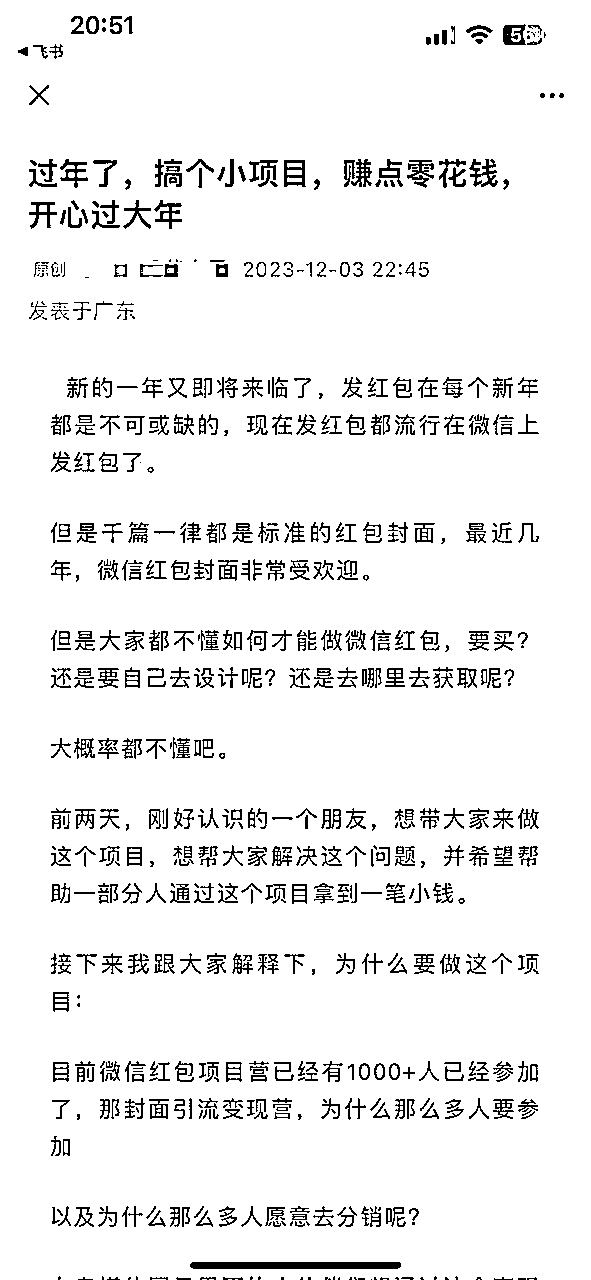 20:51
飞书
过年了，搞个小项目，赚点零花钱，
开心过大年
原创 2023-12-03 22:45
发表于广东
新的一年又即将来临了，发红包在每个新年
都是不可或缺的，现在发红包都流行在微信上
发红包了。
但是千篇一律都是标准的红包封面，最近几
年，微信红包封面非常受欢迎。
但是大家都不懂如何才能做微信红包，要买？
还是要自己去设计呢？还是去哪里去获取呢？
大概率都不懂吧。
前两天，刚好认识的一个朋友，想带大家来做
这个项目，想帮大家解决这个问题，并希望帮
助一部分人通过这个项目拿到一笔小钱。
接下来我跟大家解释下，为什么要做这个项
目：
目前微信红包项目营已经有1000+人已经参加
了，那封面引流变现营，为什么那么多人要参
加
以及为什么那么多人愿意去分销呢？